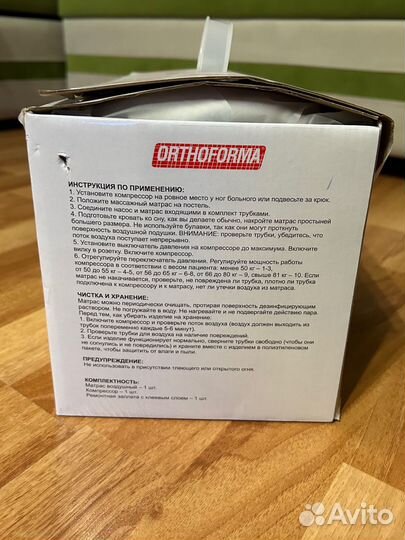 ORTHOFORMA
ИНСТРУКЦИЯ ПО ПРИМЕНЕНИЮ:
1. Установите компрессор на ровное место у ног больного или подвесьте за крюк.
2. Положите массажный матрас на постель.
3. Соедините насос и матрас входящими в комплект трубками.
4. Подготовьте кровать ко сну, как вы делаете обычно, накройте матрас простыней
большего размера. Не используйте булавки, так как они могут проткнуть
поверхность воздушной подушки. ВНИМАНИЕ: проверьте трубки, убедитесь, что
поток воздуха поступает непрерывно.
5. Установите выключатель давления на компрессоре до максимума. Включите
вилку в розетку. Включите компрессор.
6. Отрегулируйте переключатель давления. Регулируется мощность работы
компрессора в соответствии с весом пациента: менее 50 кг – 1-3,
от 50 до 55 кг – 4-5, от 56 до 65 кг – 6-8, от 66 до 80 кг – 9, свыше 81 кг – 10. Если
матрас не накачивается, проверьте, не повреждена ли трубка, плотно ли трубка
подключена к компрессору и к матрасу, нет ли утечки воздуха из матраса.
ЧИСТКА И ХРАНЕНИЕ:
Матрас можно периодически очищать, протирая поверхность дезинфицирующим
раствором. Не погружайте в воду. Не нагревайте и не подвергайте действию пара.
Перед тем, как убирать изделие на хранение:
1. Включите компрессор и проверьте поток воздуха (воздух должен выходить из
трубок попеременно каждые 5-6 минут).
2. Проверьте трубки для воздуха на наличие повреждений.
3. Если изделие функционирует нормально, сверните трубки свободно (чтобы они
не согнулись и не повредились) и храните вместе с изделием в полиэтиленовом
пакете, чтобы защитить от влаги и пыли.
ПРЕДУПРЕЖДЕНИЕ:
Не использовать в присутствии тлеющего или открытого огня.
КОМПЛЕКТНОСТЬ:
Матрас воздушный – 1 шт.
Компрессор – 1 шт.
Ремонтная заплата с клеевым слоем – 1 шт.
Avito